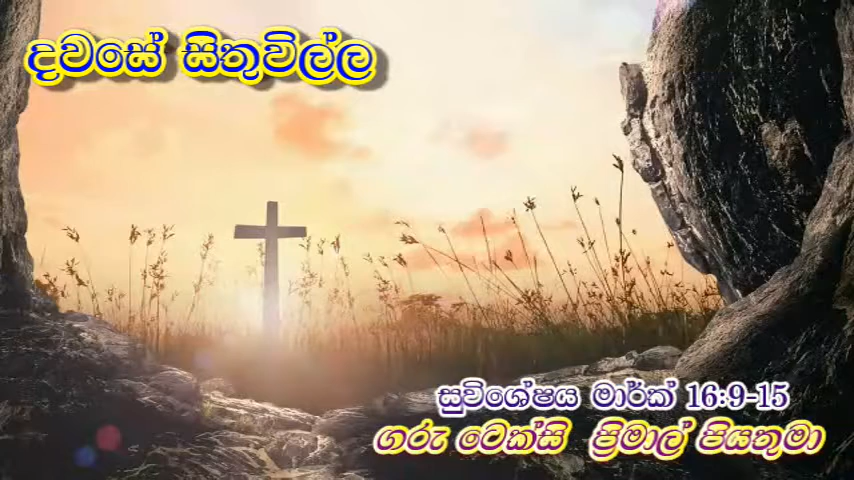 දවසේ සිතුවිල්ල
සුවිශේෂය මාර්ක් 16:9-15
ගරු ටෙක්සි ප්‍රිමාල් පියතුමා